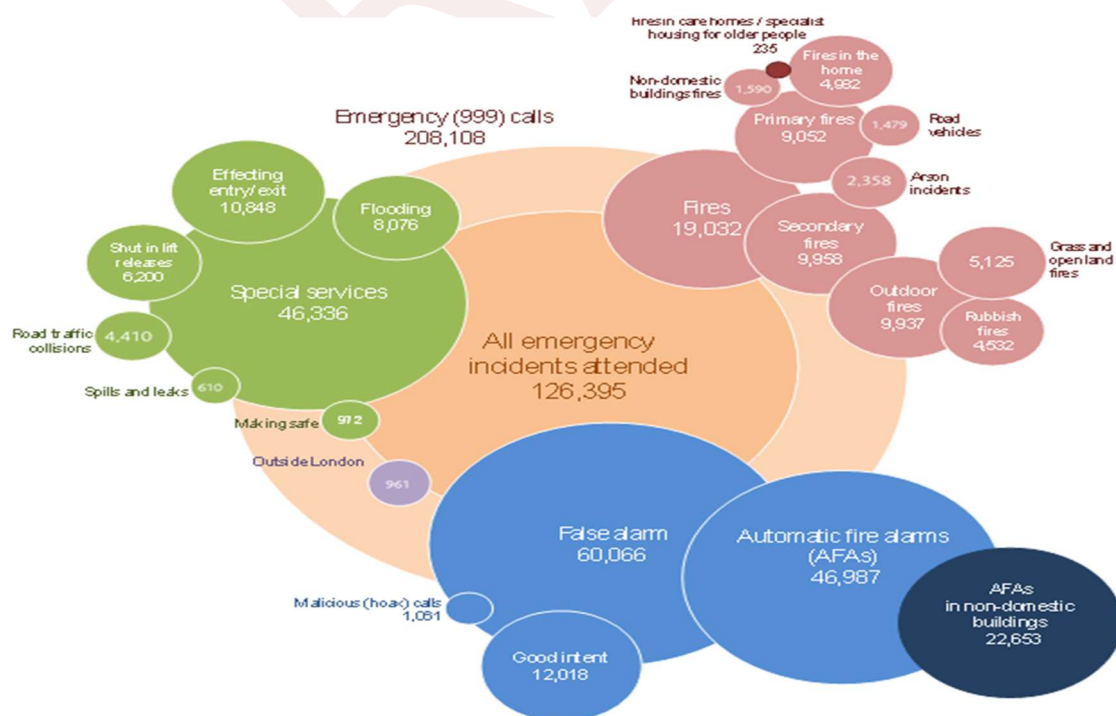 Fires in care homes / specialist
housing for older people
235
Fires in the
home
4,982
Non-domestic
buildings fires
1,590
Primary fires
9,052
1,479
Road
vehicles
Emergency (999) calls
208,108
2,358
Arson
incidents
Effecting
entry/exit
10,848
Flooding
8,076
Fires
19,032
Secondary
fires
9,958
Shut in lift
releases
6,200
5,125
Grass and
open land
fires
Special services
46,336
Outdoor
fires
9,937
Rubbish
fires
4,532
Road traffic
collisions
4,410
All emergency
incidents attended
126,395
Spills and leaks
610
Making safe
972
Outside London
961
False alarm
60,066
Automatic fire alarms
(AFAs)
46,987
AFAs
in non-domestic
buildings
22,653
Malicious (hoax) calls
1,061
Good intent
12,018